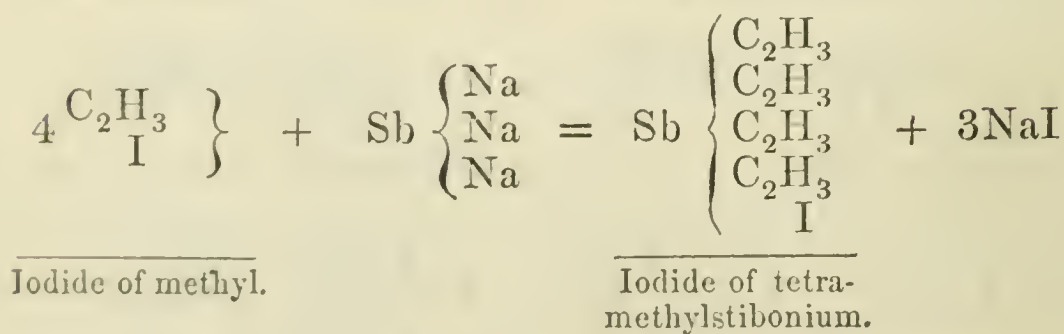 4 C₂H₃ I } + Sb { Na Na Na = Sb { C₂H₃ C₂H₃ C₂H₃ C₂H₃ I + 3NaI
Iodide of methyl.
Iodide of tetra-
methylstibonium.